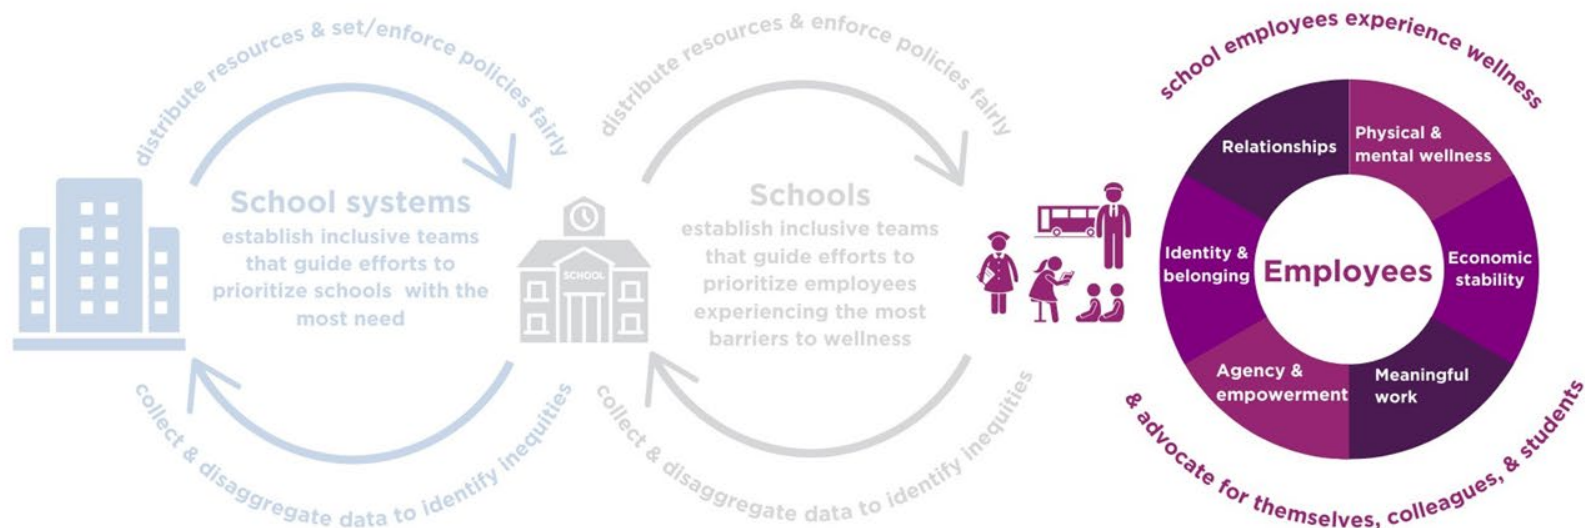 distribute resources & set/enforce policies fairly
School systems
establish inclusive teams
that guide efforts to
prioritize schools with the
most need
collect & disaggregate data to identify inequities
SCHOOL
distribute resources & enforce policies fairly
Schools
establish inclusive teams
that guide efforts to
prioritize employees
experiencing the most
barriers to wellness
collect & disaggregate data to identify inequities
school employees experience wellness
Relationships
Physical &
mental wellness
Identity &
belonging
Employees
Economic
stability
Agency &
empowerment
Meaningful
work
& advocate for themselves, colleagues, & students